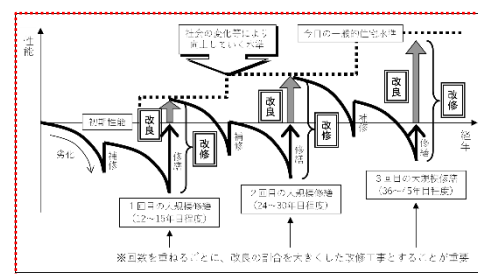 性能
社会の変化等により
向上していく水準
今日の一般的住宅水準
初期性能
改良
改修
改良
改修
改良
改修
経年
劣化
補修
修繕
補修
修繕
補修
修繕
1回目の大規模修繕
(12~15年目程度)
2回目の大規模修繕
(24~30年目程度)
3回目の大規模修繕
(36~45年目程度)
※回数を重ねるごとに、改良の割合を大きくした改修工事とすることが重要